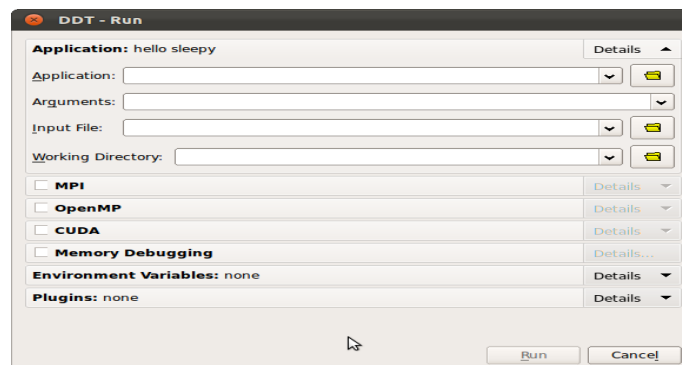 DDT - Run
Application: hello sleepy Details
Application:
Arguments:
Input File:
Working Directory:
MPI Details
OpenMP Details
CUDA Details
Memory Debugging Details...
Environment Variables: none Details
Plugins: none Details
Run Cancel